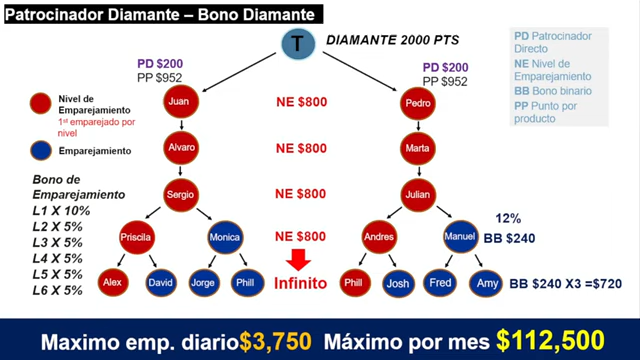 Patrocinador Diamante – Bono Diamante
T
DIAMANTE 2000 PTS
PD Patrocinador
Directo
NE Nivel de
Emparejamiento
BB Bono binario
PP Punto por
producto
PD $200
PP $952
PD $200
PP $952
Nivel de
Emparejamiento
1st emparejado por
nivel
Emparejamiento
Juan
NE $800
Pedro
Alvaro
NE $800
Marta
Sergio
NE $800
Julian
Bono de
Emparejamiento
L1 X 10%
L2 X 5%
L3 X 5%
L4 X 5%
L5 X 5%
L6 X 5%
Priscila
Monica
NE $800
Andres
Manuel
12%
BB $240
Alex
David
Jorge
Phill
Infinito
Phill
Josh
Fred
Amy
BB $240 X3 =$720
Maximo emp. diario$3,750 Máximo por mes $112,500